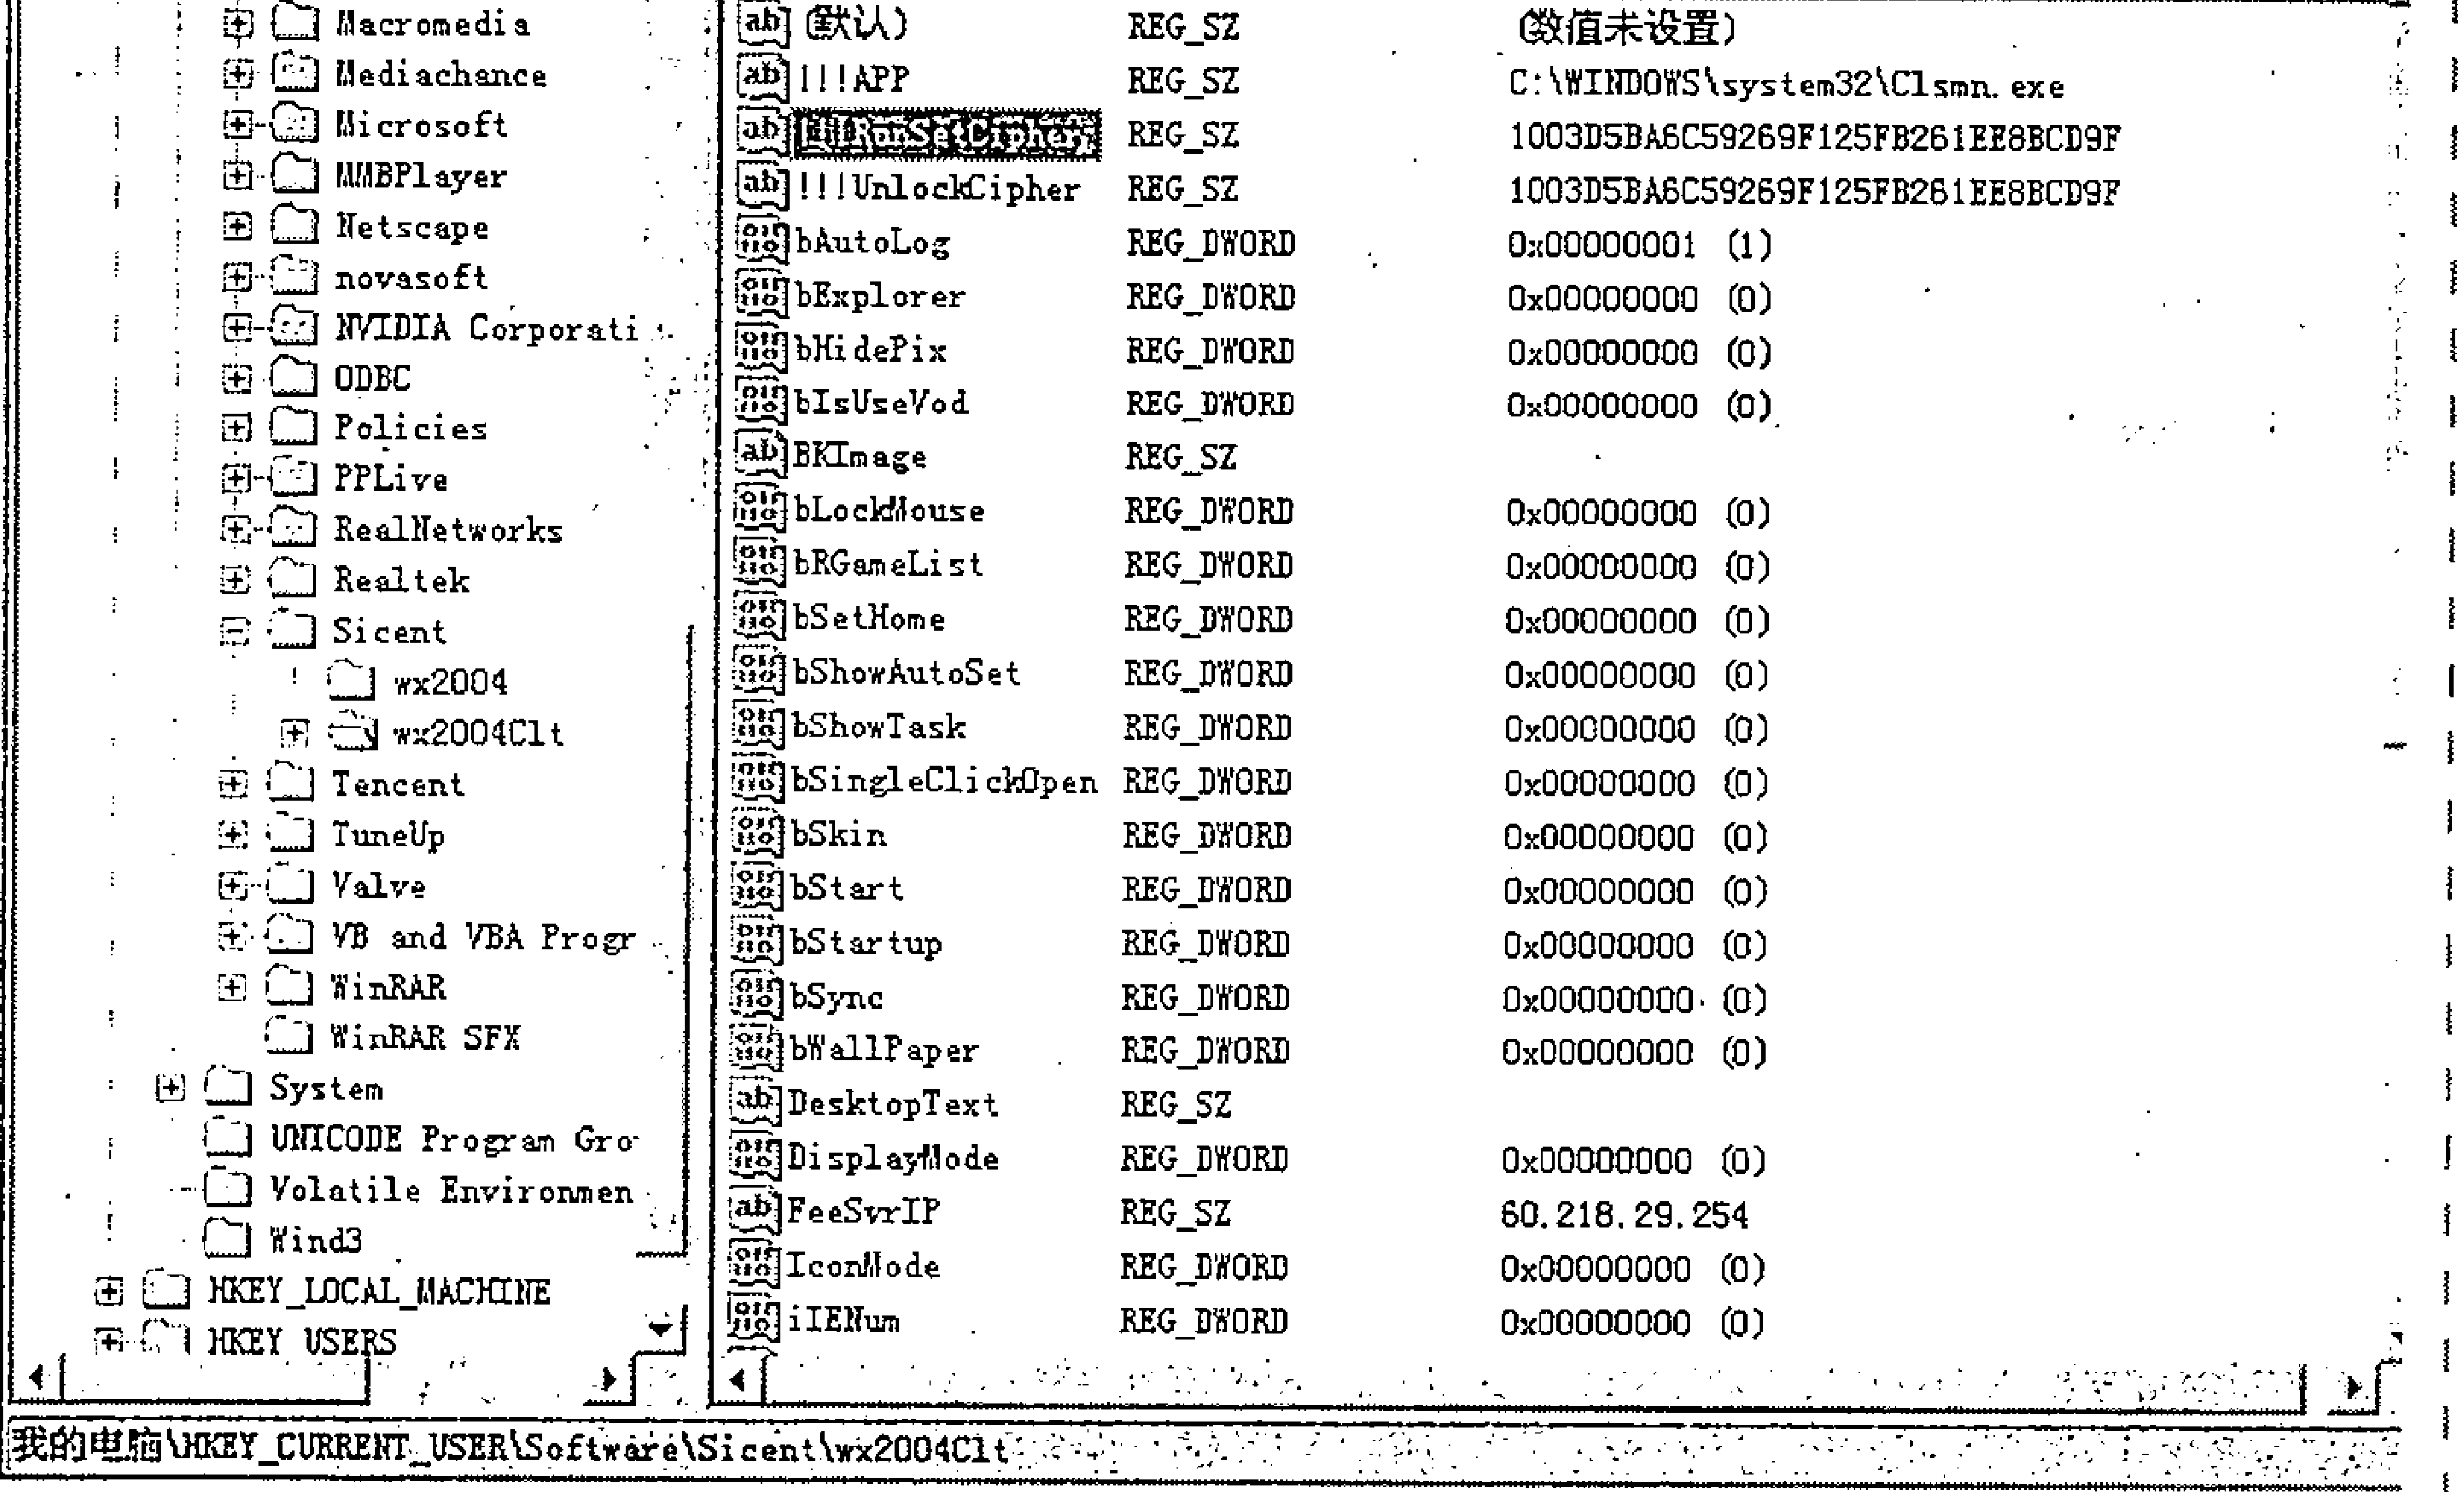 Macromedia
Mediachance
Microsoft
MMBPlayer
Netscape
novasoft
NVIDIA Corporati
ODBC
Policies
PPLive
RealNetworks
Realtek
Sicent
wx2004
wx2004Clt
Tencent
TuneUp
Valve
VB and VBA Progr
WinRAR
WinRAR SFX
System
UNICODE Program Gro
Volatile Environmen
Wind3
HKEY_LOCAL_MACHINE
HKEY_USERS
(默认) REG_SZ (数值未设置)
!!!APP REG_SZ C:\WINDOWS\system32\Clsmn.exe
!!!RunSetCipher REG_SZ 1003D5BA6C59269F125FB261EE8BCD9F
!!!UnlockCipher REG_SZ 1003D5BA6C59269F125FB261EE8BCD9F
bAutoLog REG_DWORD 0x00000001 (1)
bExplorer REG_DWORD 0x00000000 (0)
bHidePix REG_DWORD 0x00000000 (0)
bIsUseVod REG_DWORD 0x00000000 (0)
BKImage REG_SZ
bLockMouse REG_DWORD 0x00000000 (0)
bRGameList REG_DWORD 0x00000000 (0)
bSetHome REG_DWORD 0x00000000 (0)
bShowAutoSet REG_DWORD 0x00000000 (0)
bShowTask REG_DWORD 0x00000000 (0)
bSingleClickOpen REG_DWORD 0x00000000 (0)
bSkin REG_DWORD 0x00000000 (0)
bStart REG_DWORD 0x00000000 (0)
bStartup REG_DWORD 0x00000000 (0)
bSync REG_DWORD 0x00000000 (0)
bWallPaper REG_DWORD 0x00000000 (0)
DesktopText REG_SZ
DisplayMode REG_DWORD 0x00000000 (0)
FeeSvrIP REG_SZ 60.218.29.254
IconMode REG_DWORD 0x00000000 (0)
iIENum REG_DWORD 0x00000000 (0)
我的电脑\HKEY_CURRENT_USER\Software\Sicent\wx2004Clt